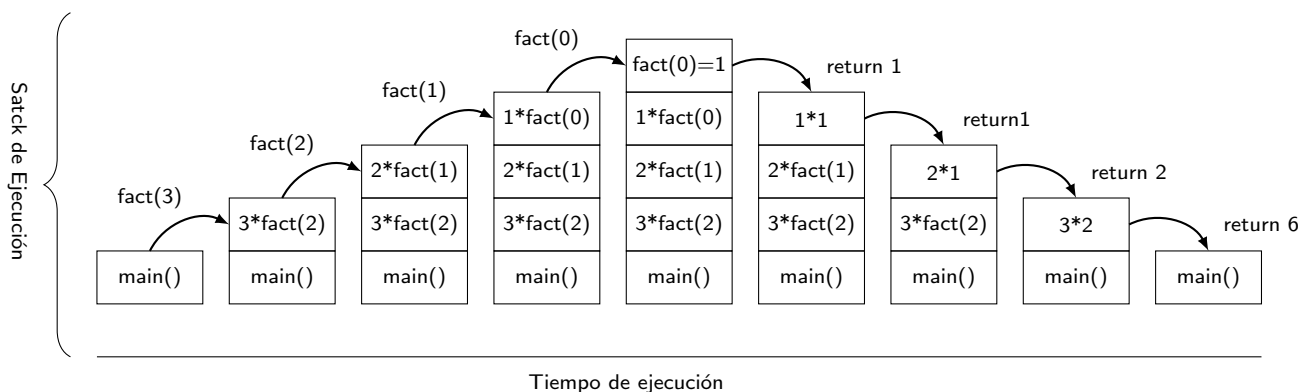 fact(0)
fact(0)=1
return 1
fact(1)
1*fact(0)
1*fact(0)
1*1
return1
fact(2)
2*fact(1)
2*fact(1)
2*fact(1)
2*fact(1)
2*1
return 2
fact(3)
3*fact(2)
3*fact(2)
3*fact(2)
3*fact(2)
3*fact(2)
3*fact(2)
3*2
return 6
main()
main()
main()
main()
main()
main()
main()
main()
main()
Satck de Ejecución
Tiempo de ejecución